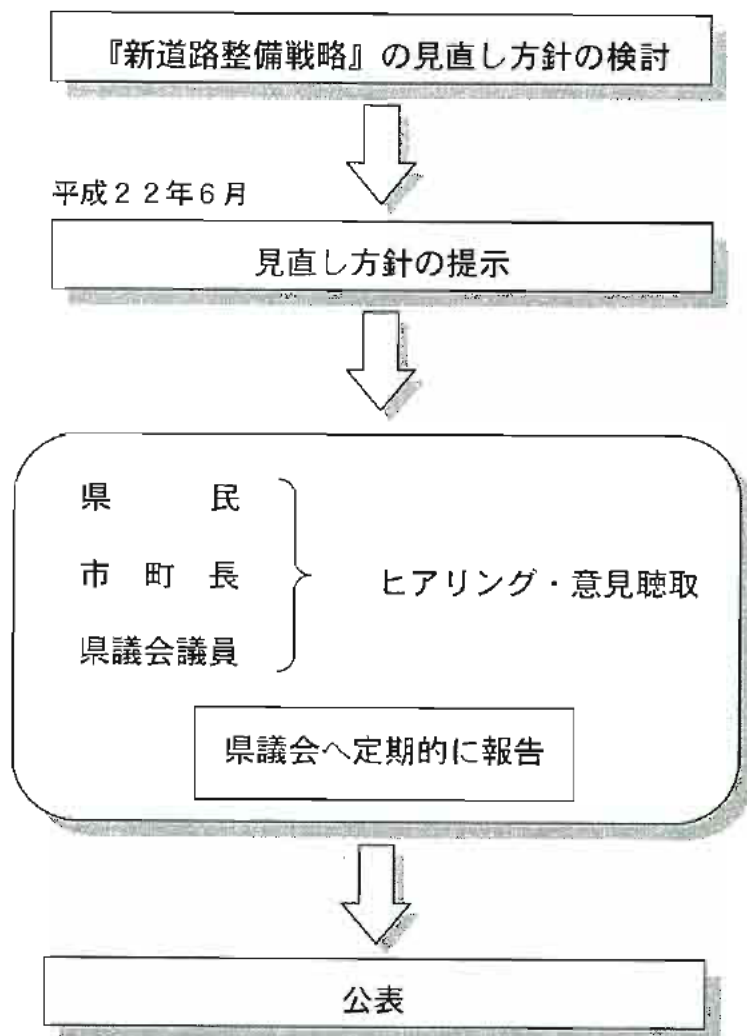 『新道路整備戦略』の見直し方針の検討
平成２２年６月
見直し方針の提示
県　　　民
市　町　長
県議会議員
ヒアリング・意見聴取
県議会へ定期的に報告
公表